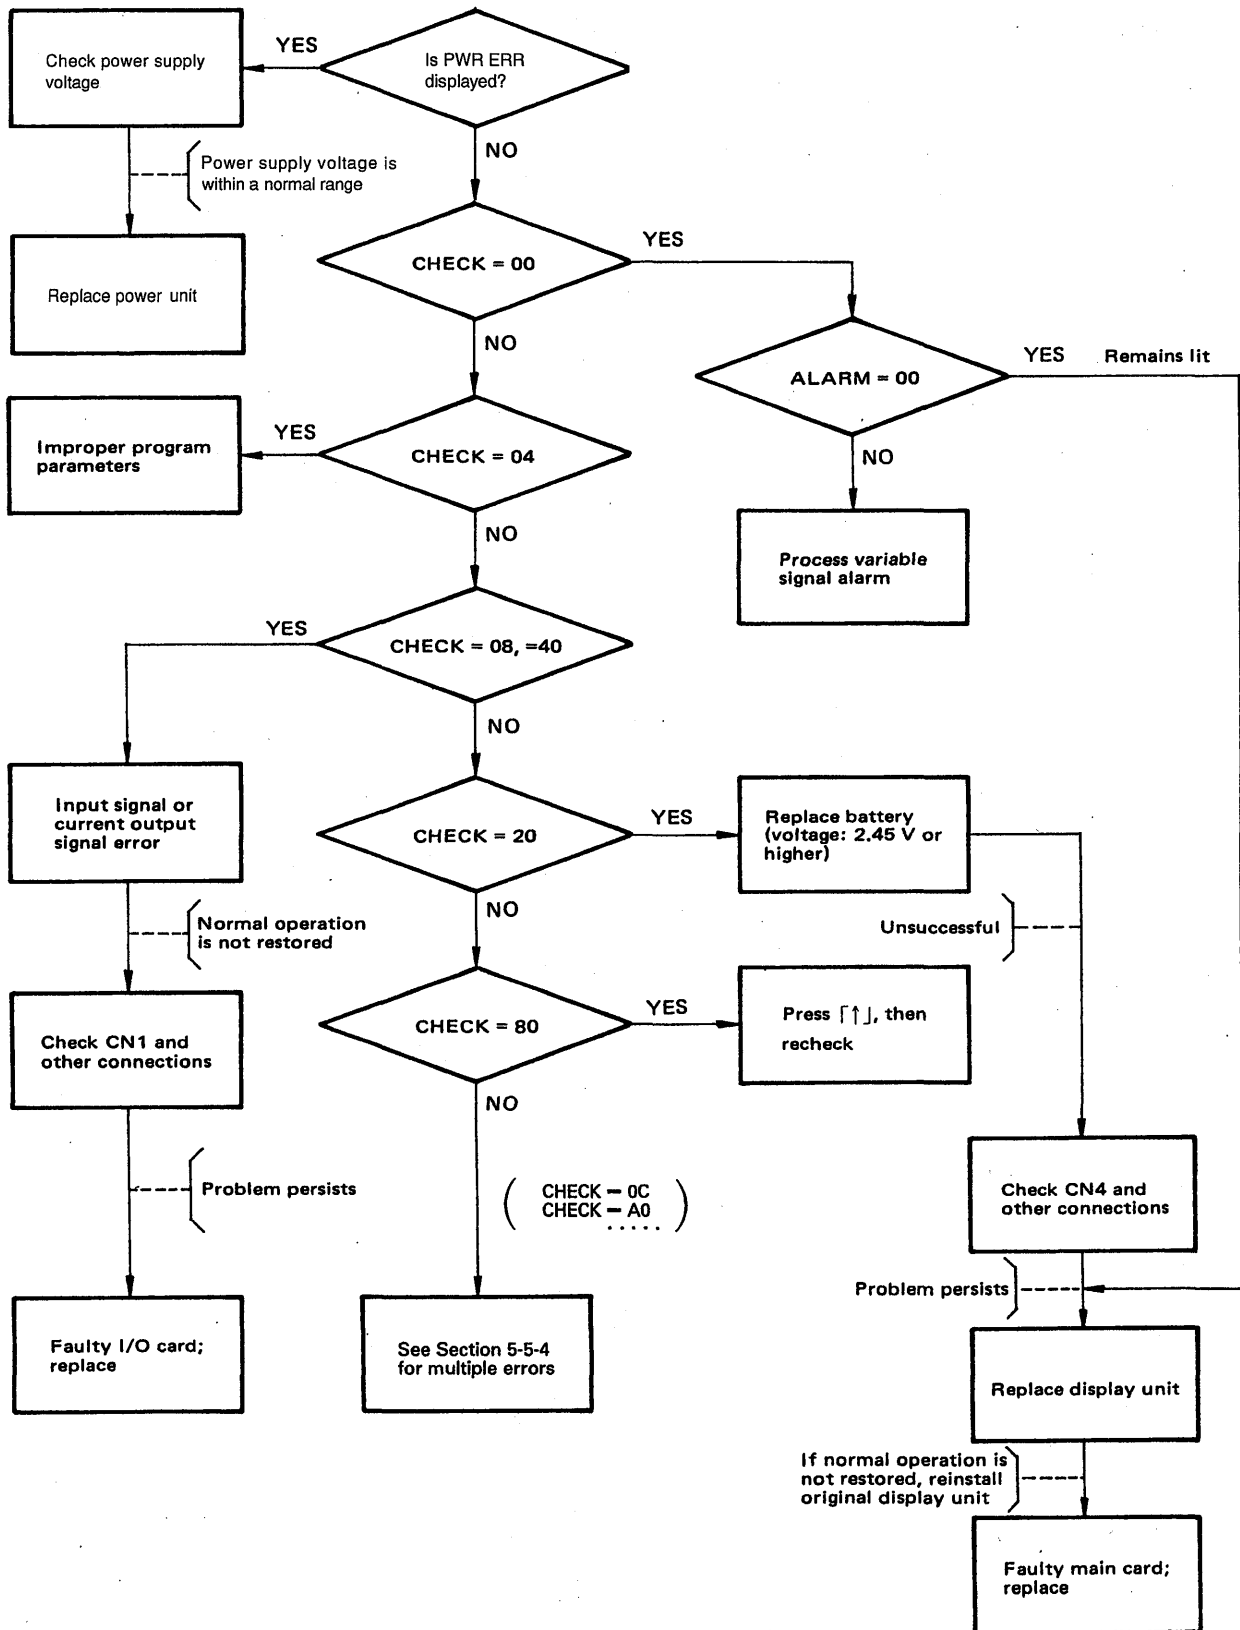 Is PWR ERR
displayed?
YES
Check power supply
voltage
Power supply voltage is
within a normal range
Replace power unit
NO
CHECK = 00
YES
ALARM = 00
YES
Remains lit
NO
Process variable
signal alarm
NO
CHECK = 04
YES
Improper program
parameters
NO
CHECK = 08, =40
YES
Input signal or
current output
signal error
Normal operation
is not restored
Check CN1 and
other connections
Problem persists
Faulty I/O card;
replace
NO
CHECK = 20
YES
Replace battery
(voltage: 2.45 V or
higher)
Unsuccessful
NO
CHECK = 80
YES
Press 「↑」, then
recheck
NO
( CHECK = 0C
CHECK = A0
..... )
See Section 5-5-4
for multiple errors
Check CN4 and
other connections
Problem persists
Replace display unit
If normal operation is
not restored, reinstall
original display unit
Faulty main card;
replace